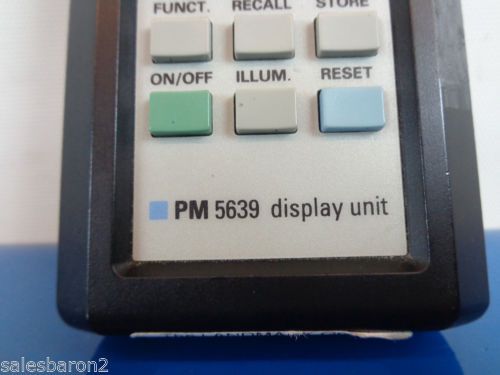 FUNCT. RECALL STORE
ON/OFF ILLUM. RESET
PM 5639 display unit
salesbaron2